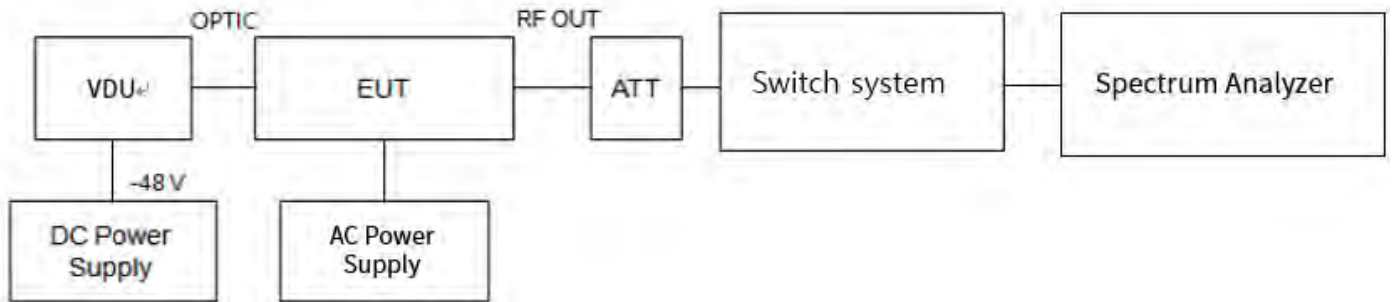 OPTIC
RF OUT
VDU↵
EUT
ATT
Switch system
Spectrum Analyzer
-48 V
DC Power
Supply
AC Power
Supply